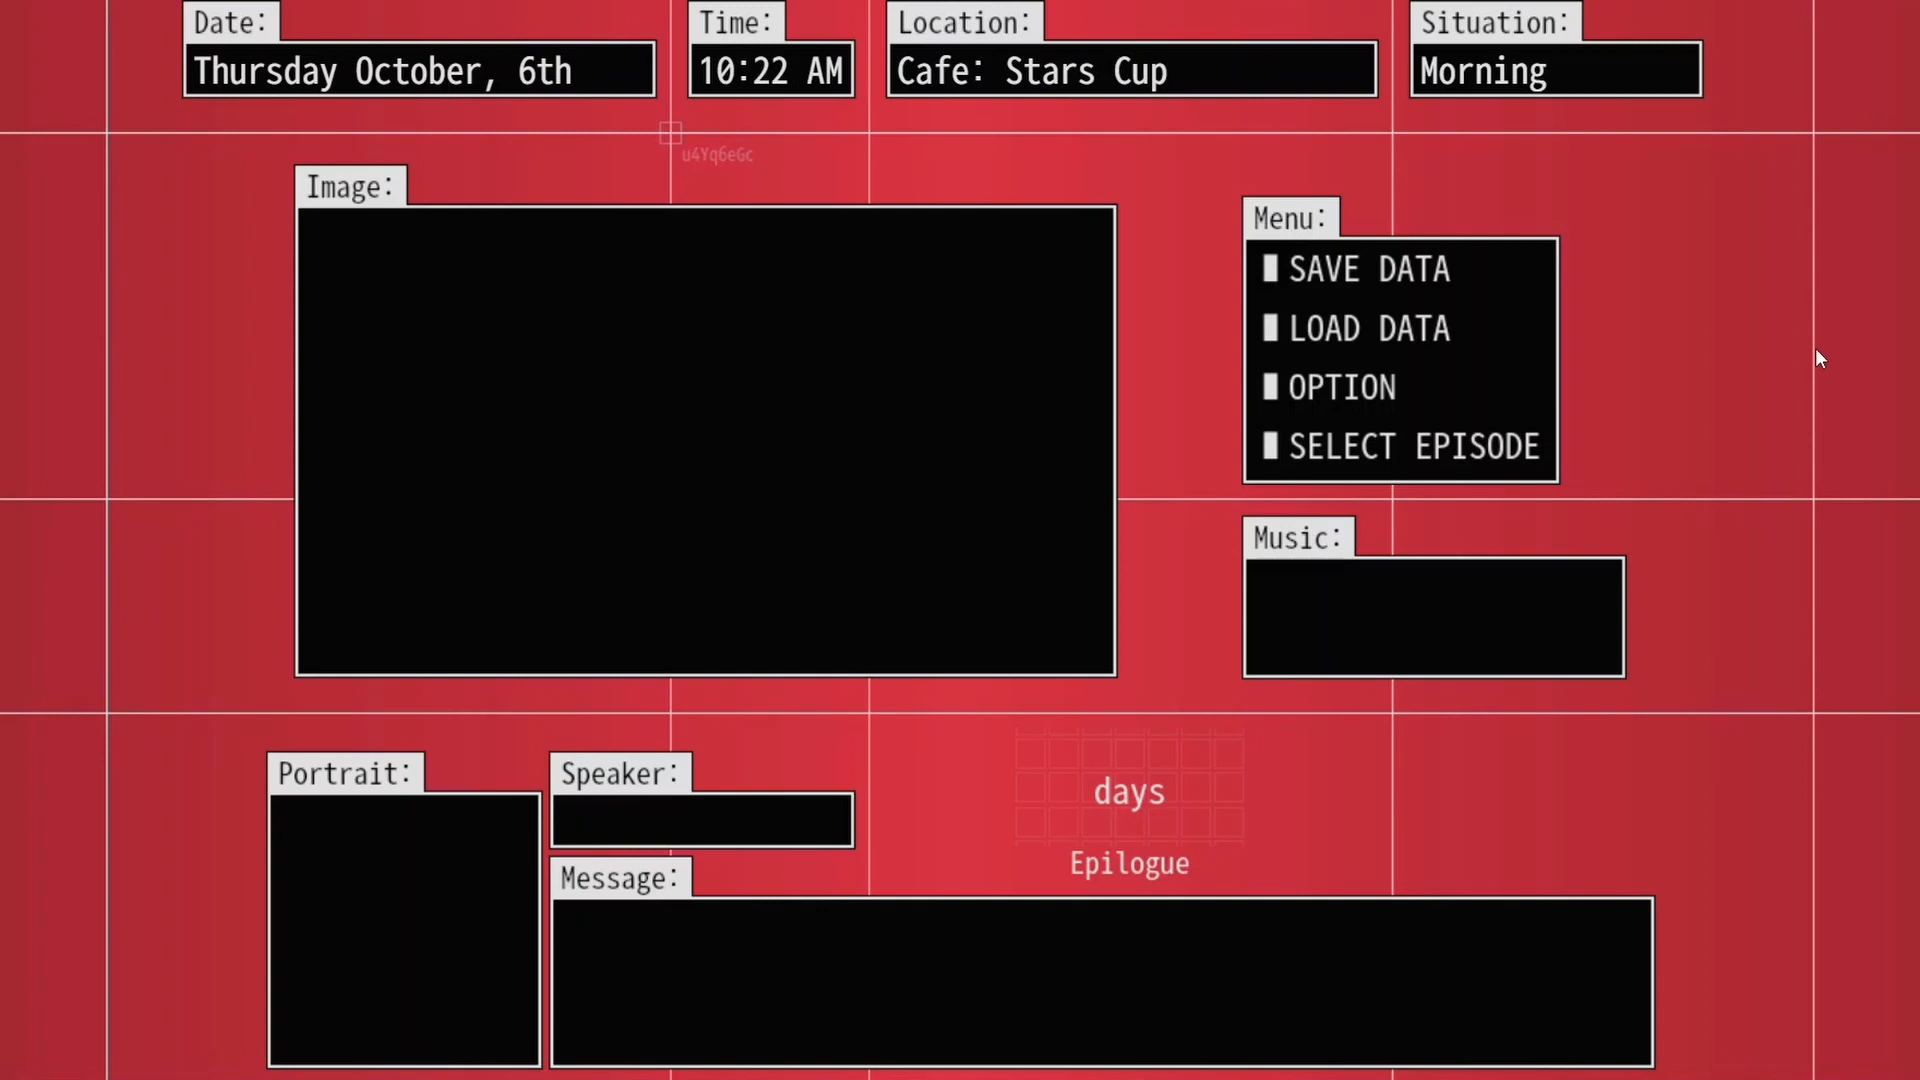 Date:
Thursday October, 6th
Time:
10:22 AM
Location:
Cafe: Stars Cup
Situation:
Morning
u4Yq6eGc
Image:
Menu:
SAVE DATA
LOAD DATA
OPTION
SELECT EPISODE
Music:
Portrait:
Speaker:
days
Epilogue
Message: